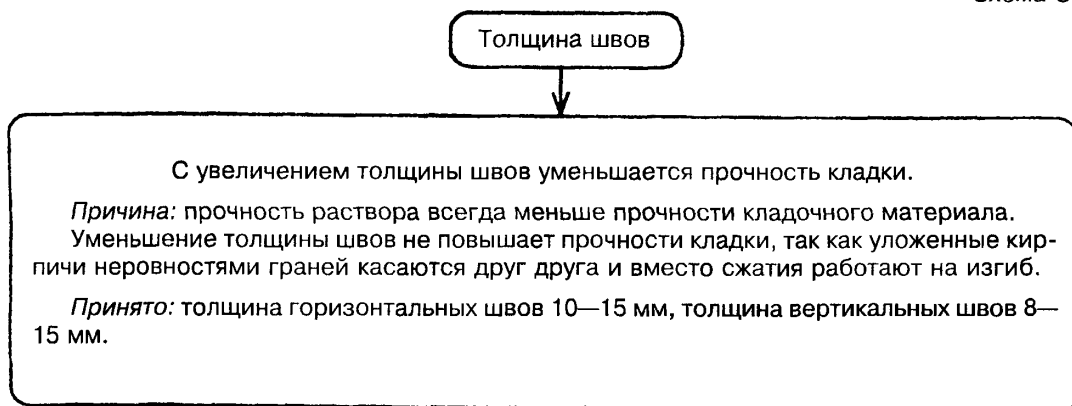 Толщина швов
С увеличением толщины швов уменьшается прочность кладки.
Причина: прочность раствора всегда меньше прочности кладочного материала.
Уменьшение толщины швов не повышает прочности кладки, так как уложенные кир-
пичи неровностями граней касаются друг друга и вместо сжатия работают на изгиб.
Принято: толщина горизонтальных швов 10—15 мм, толщина вертикальных швов 8—
15 мм.